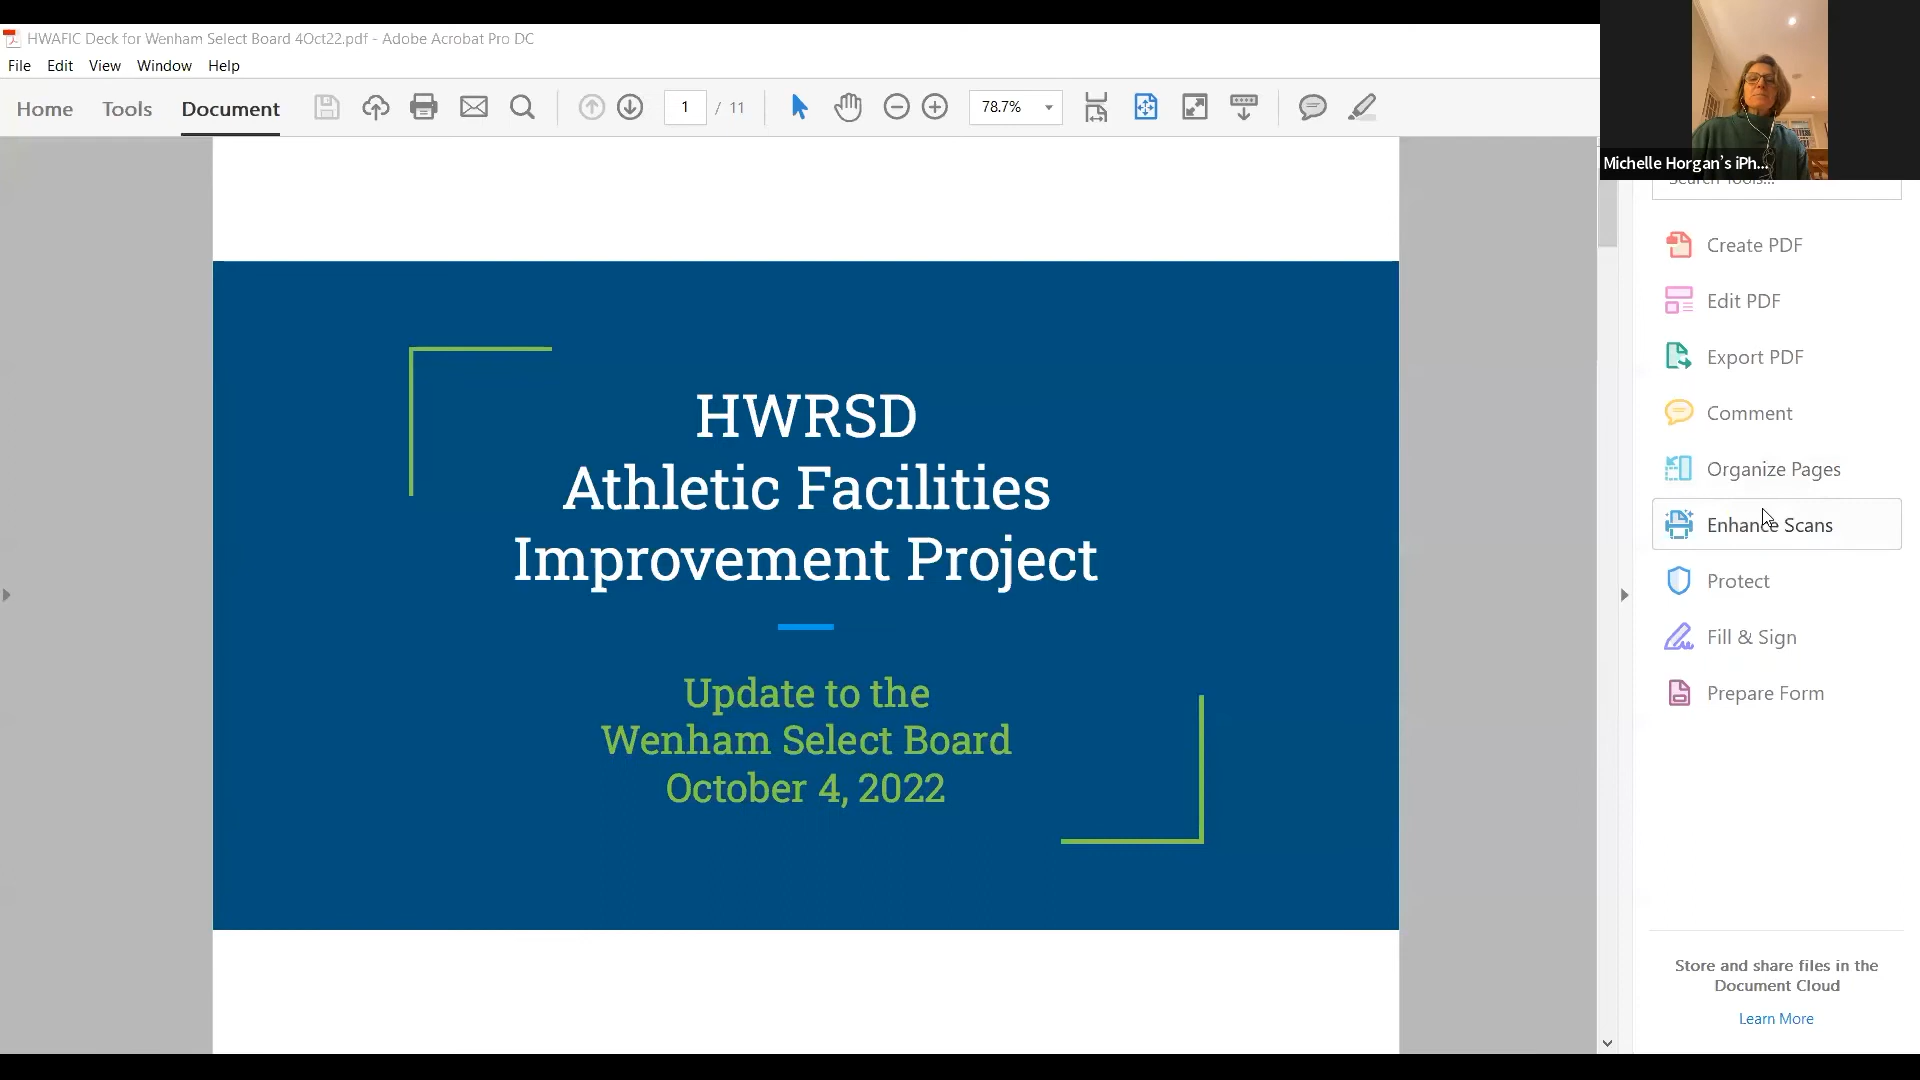 HWAFIC Deck for Wenham Select Board 4Oct22.pdf - Adobe Acrobat Pro DC
File Edit View Window Help
Home Tools Document 1 / 11 78.7%
Michelle Horgan's iPh...
Search Tools...
Create PDF
Edit PDF
Export PDF
Comment
Organize Pages
Enhance Scans
Protect
Fill & Sign
Prepare Form
Store and share files in the
Document Cloud
Learn More
HWRSD
Athletic Facilities
Improvement Project
Update to the
Wenham Select Board
October 4, 2022